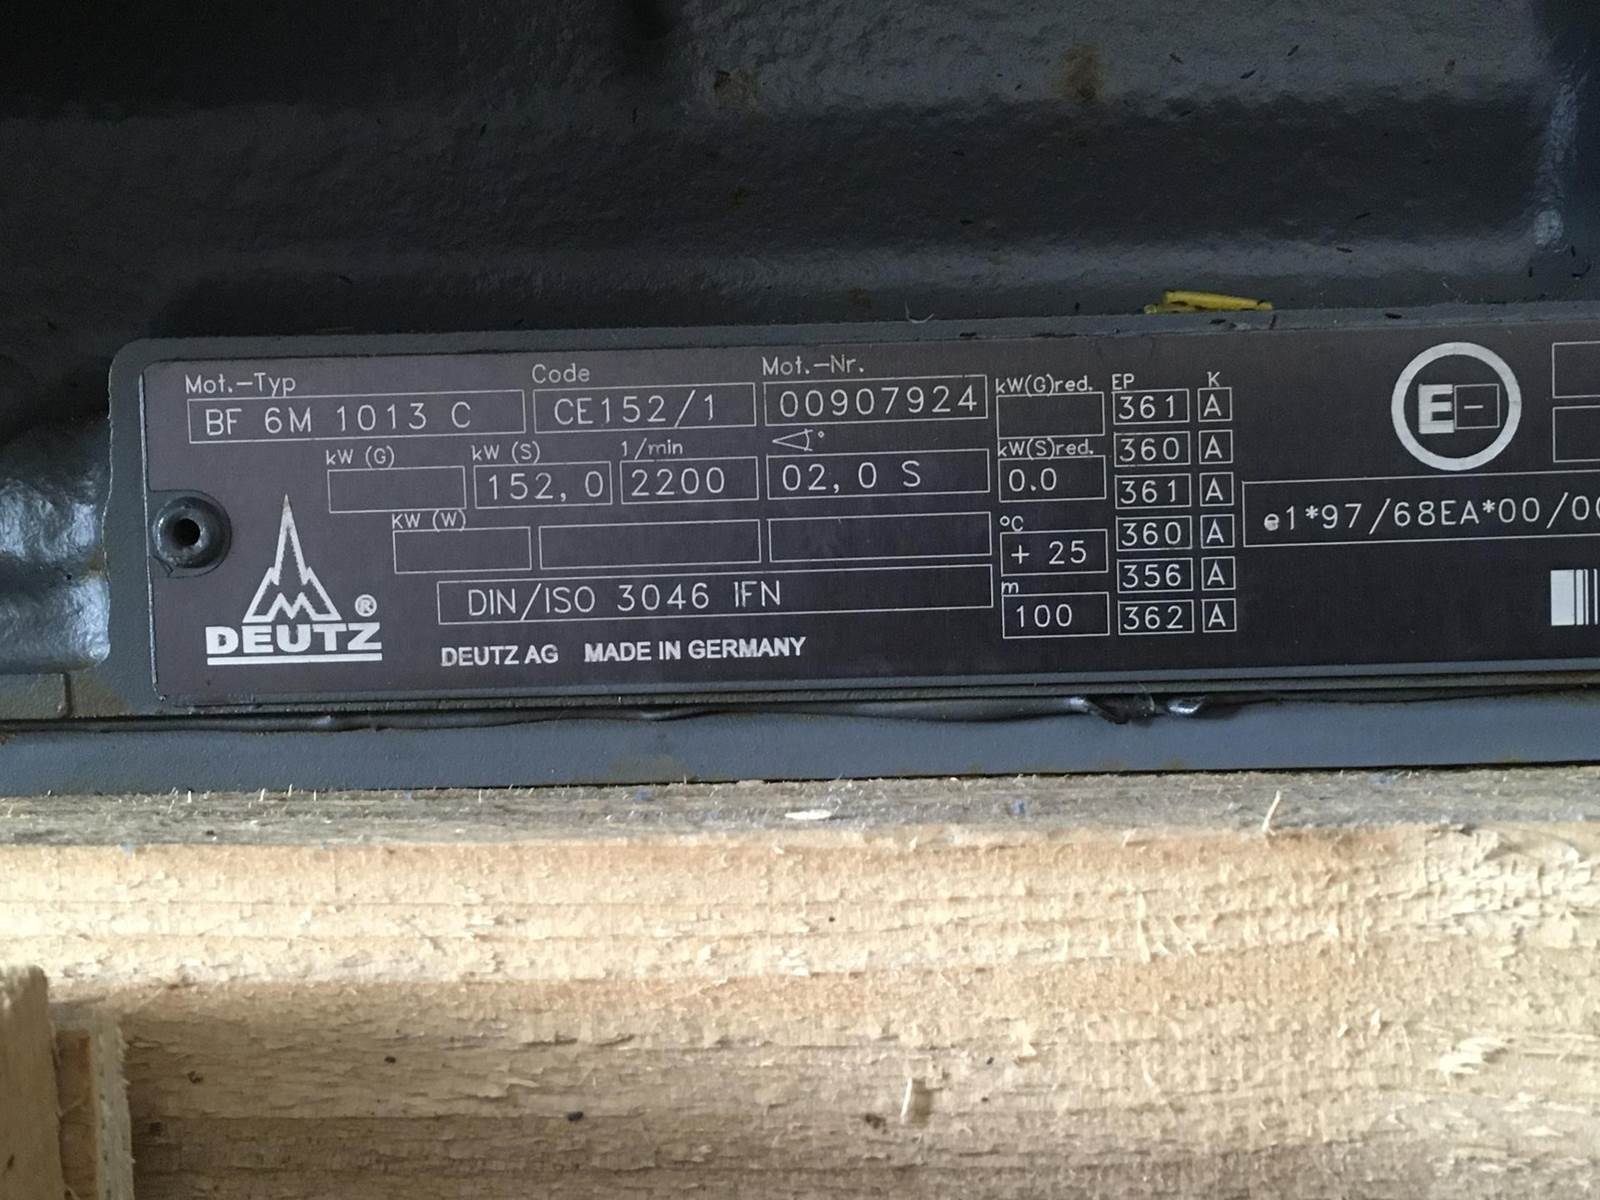 Mot.-Typ Code Mot.-Nr. kW(G)red. EP K
BF 6M 1013 C CE152/1 00907924 361 A
kW (G) kW (S) 1/min ° kW(S)red. 360 A
152,0 2200 02,0 S 0.0 361 A
KW (W) °C 360 A
+ 25
DIN/ISO 3046 IFN m 356 A
100 362 A
DEUTZ ®
DEUTZ AG MADE IN GERMANY
E -
e1*97/68EA*00/00